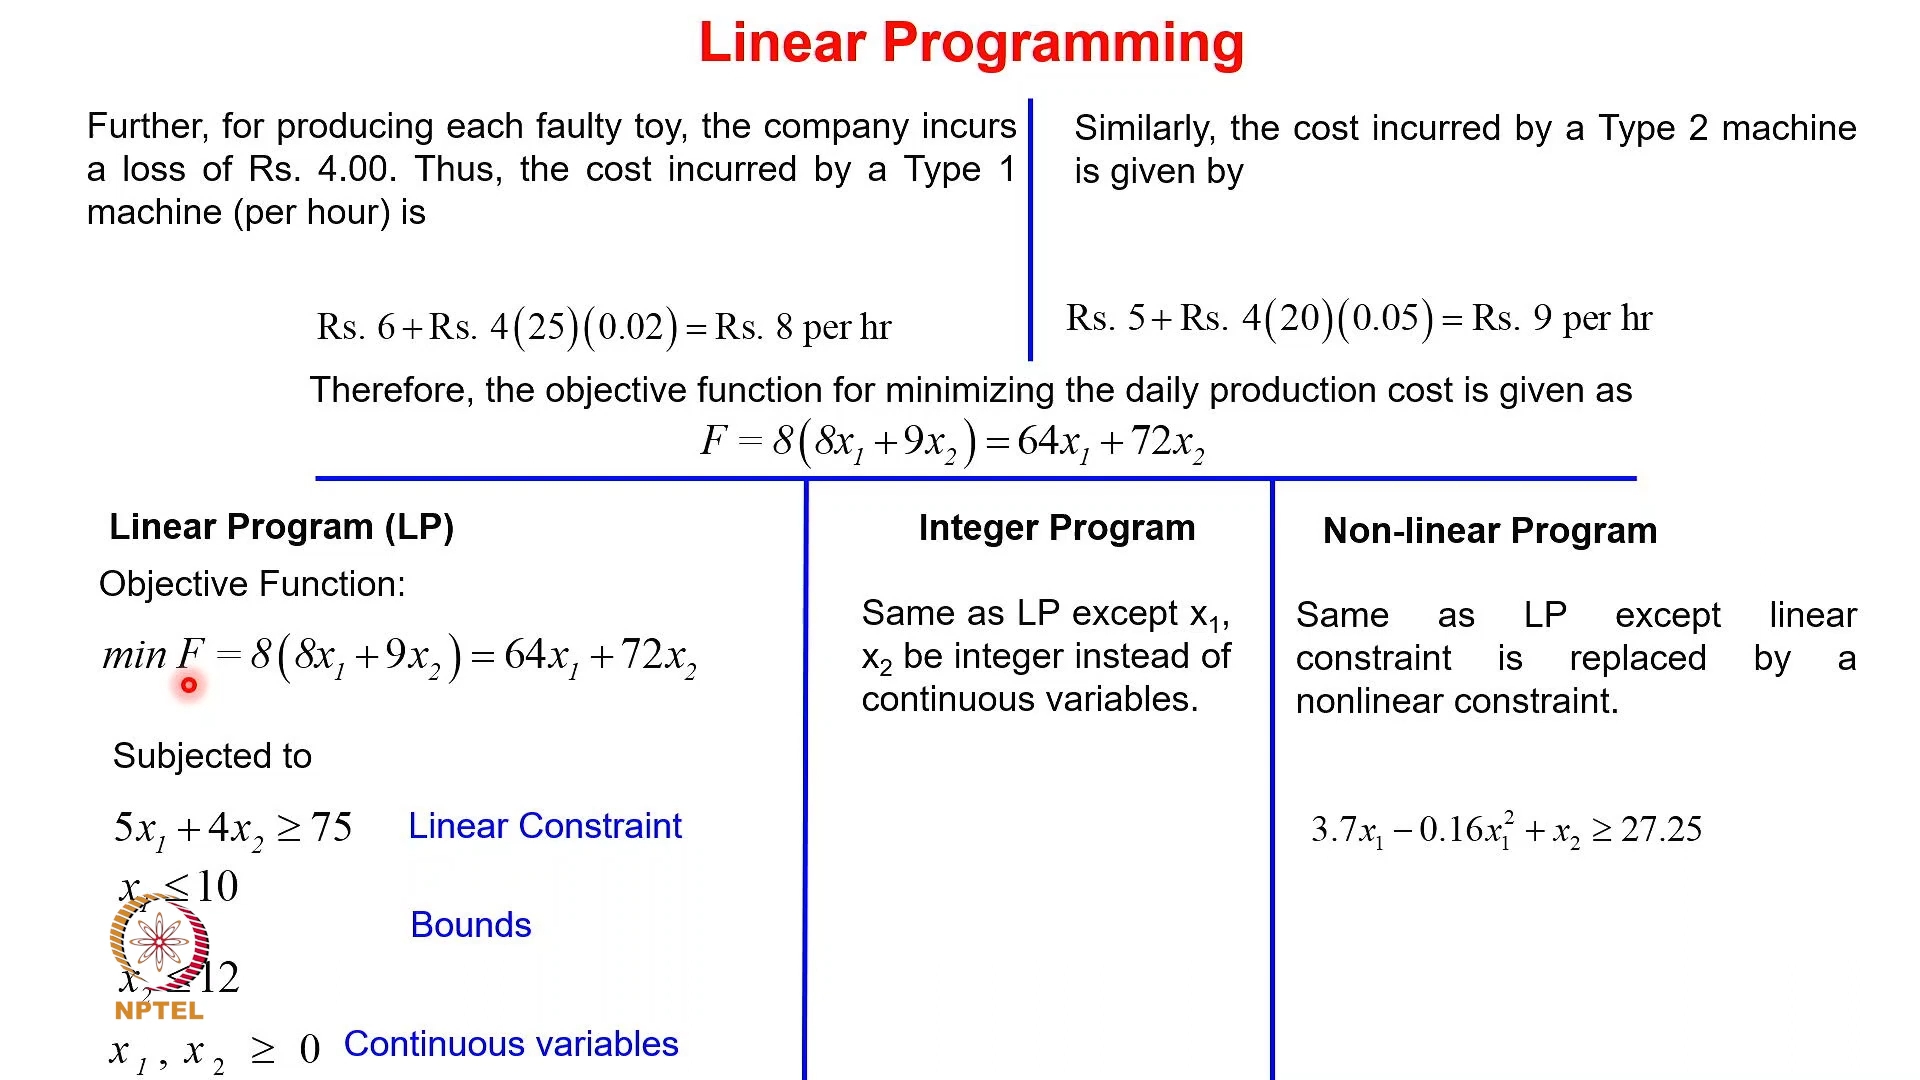 Linear Programming
Further, for producing each faulty toy, the company incurs
a loss of Rs. 4.00. Thus, the cost incurred by a Type 1
machine (per hour) is
Rs. 6 + Rs. 4(25)(0.02) = Rs. 8 per hr
Similarly, the cost incurred by a Type 2 machine
is given by
Rs. 5 + Rs. 4(20)(0.05) = Rs. 9 per hr
Therefore, the objective function for minimizing the daily production cost is given as
F = 8(8x₁ + 9x₂) = 64x₁ + 72x₂
Linear Program (LP)
Objective Function:
min F = 8(8x₁ + 9x₂) = 64x₁ + 72x₂
Subjected to
5x₁ + 4x₂ ≥ 75 Linear Constraint
x₁ ≤ 10
Bounds
x₂ ≤ 12
NPTEL
x₁, x₂ ≥ 0 Continuous variables
Integer Program
Same as LP except x₁,
x₂ be integer instead of
continuous variables.
Non-linear Program
Same as LP except linear
constraint is replaced by a
nonlinear constraint.
3.7x₁ − 0.16x₁² + x₂ ≥ 27.25